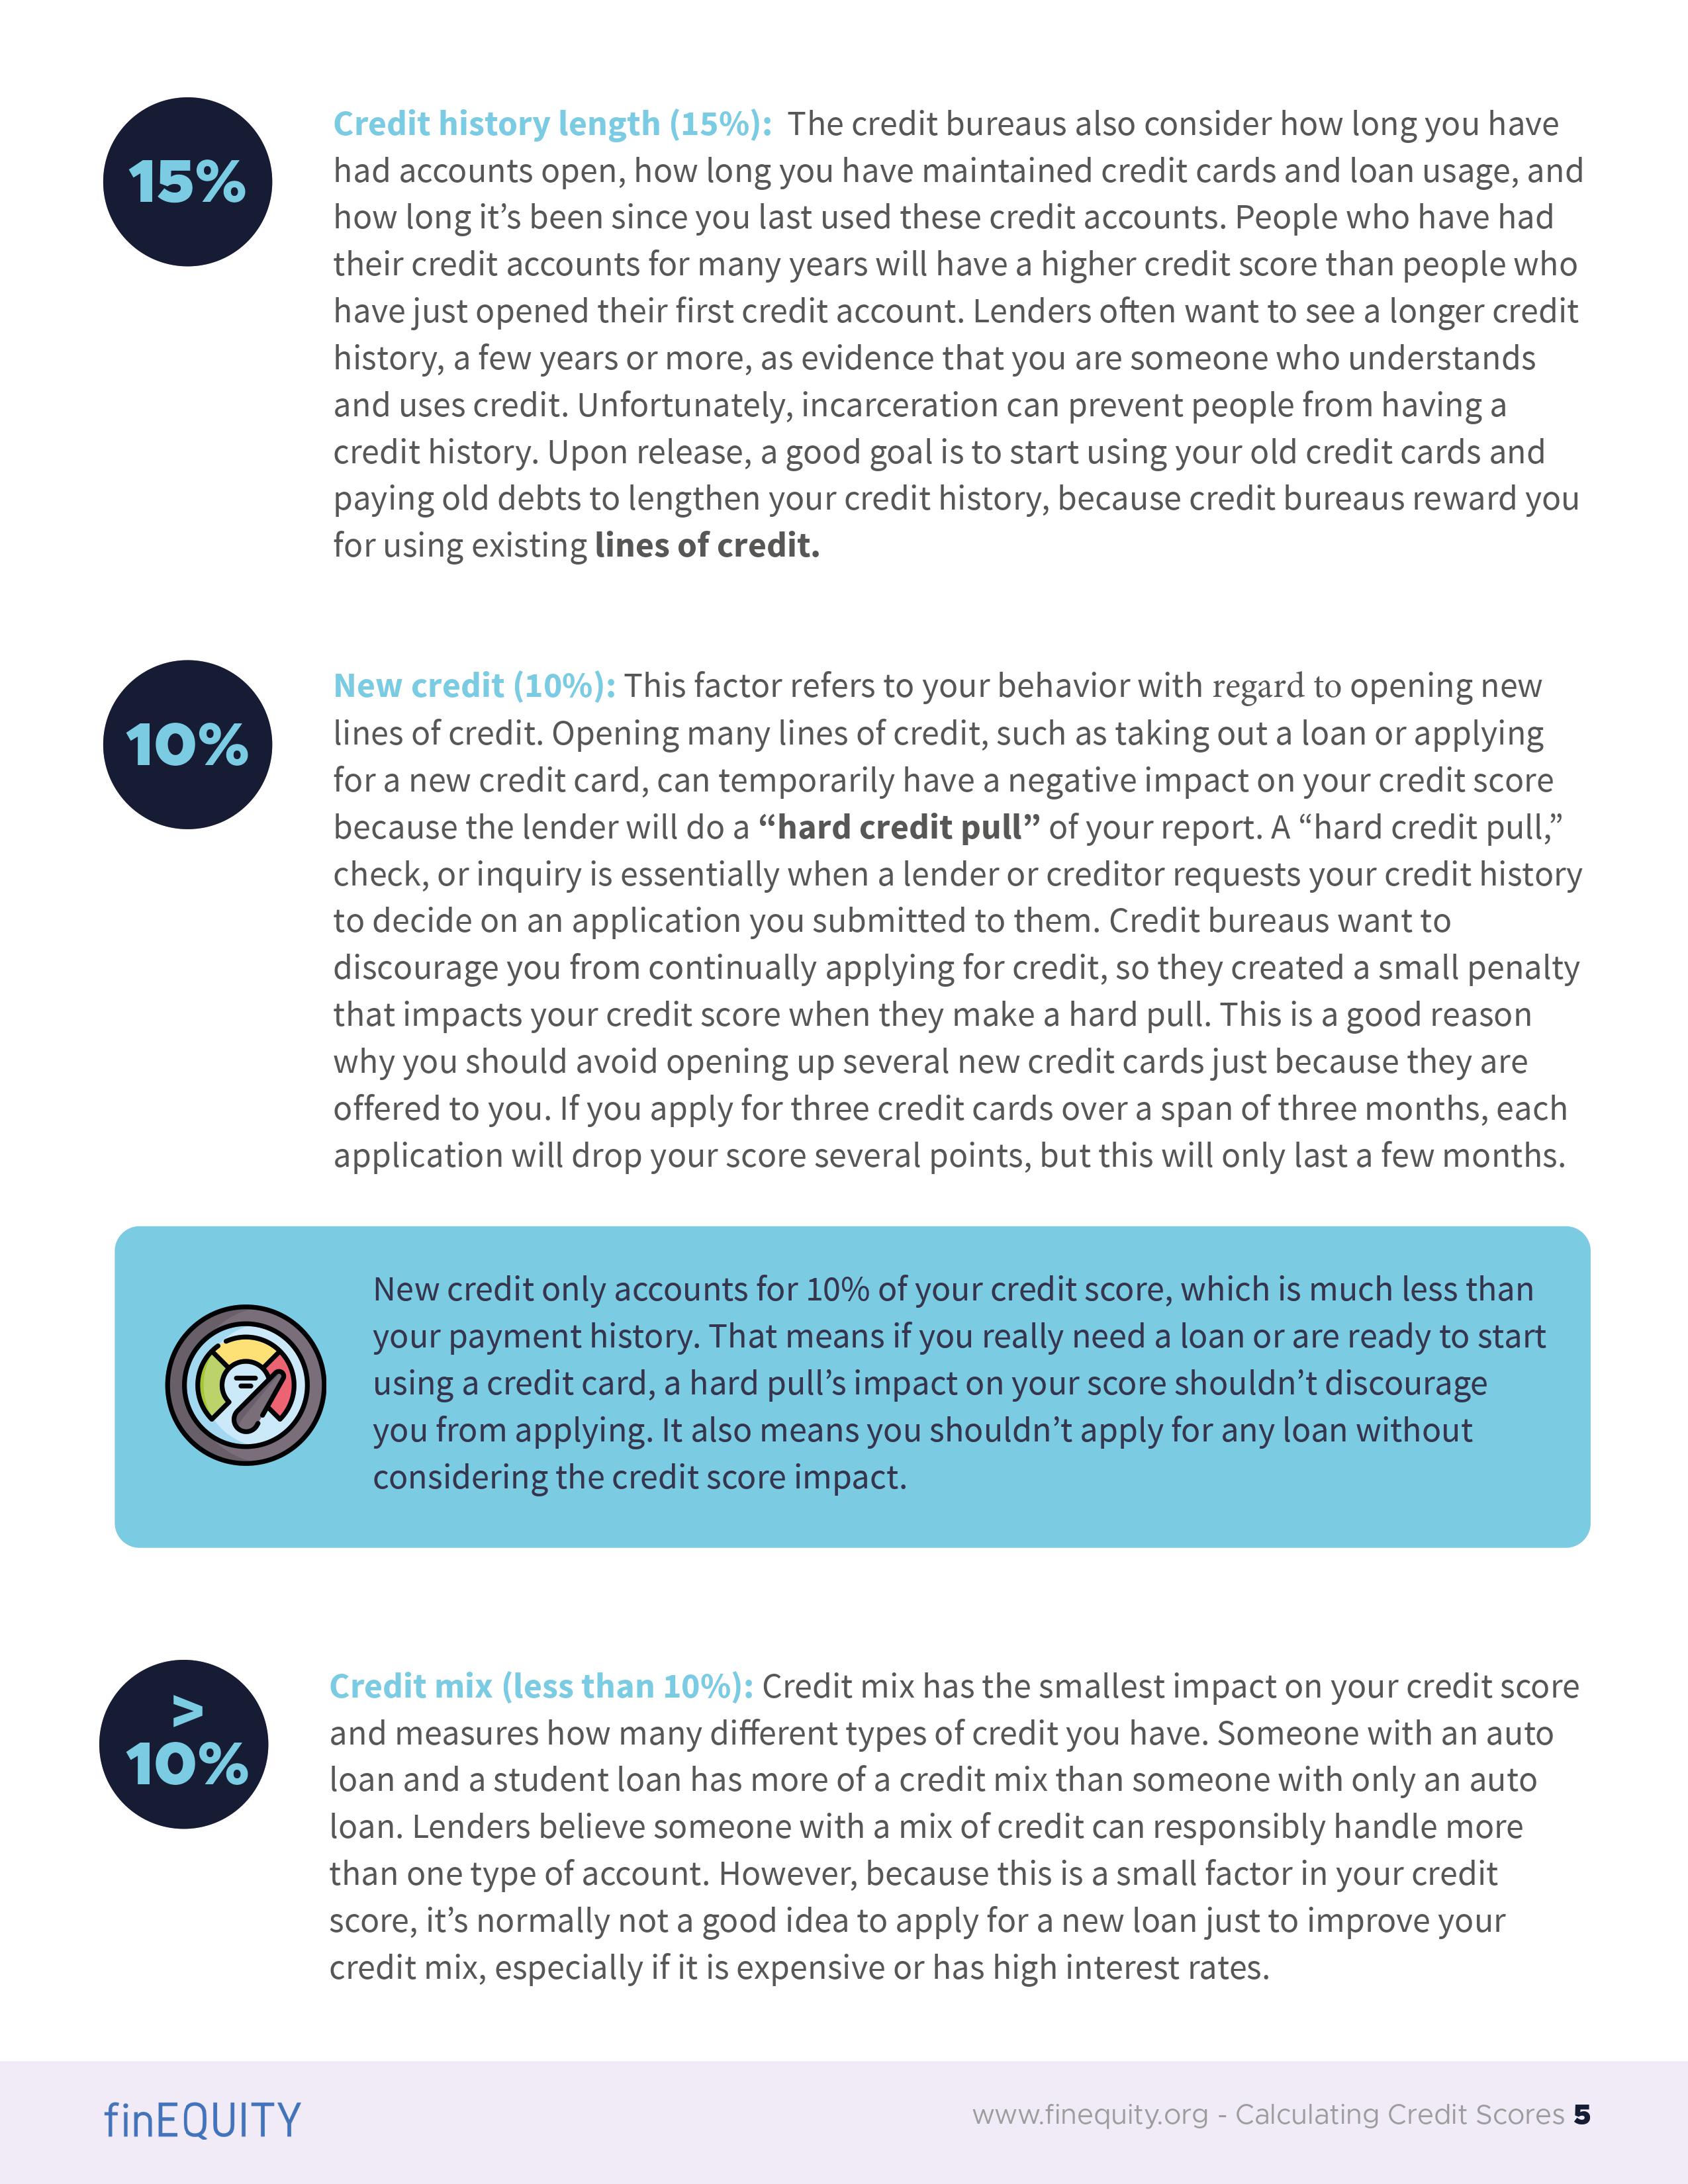 15%
Credit history length (15%):  The credit bureaus also consider how long you have
had accounts open, how long you have maintained credit cards and loan usage, and
how long it’s been since you last used these credit accounts. People who have had
their credit accounts for many years will have a higher credit score than people who
have just opened their first credit account. Lenders often want to see a longer credit
history, a few years or more, as evidence that you are someone who understands
and uses credit. Unfortunately, incarceration can prevent people from having a
credit history. Upon release, a good goal is to start using your old credit cards and
paying old debts to lengthen your credit history, because credit bureaus reward you
for using existing lines of credit.
10%
New credit (10%): This factor refers to your behavior with regard to opening new
lines of credit. Opening many lines of credit, such as taking out a loan or applying
for a new credit card, can temporarily have a negative impact on your credit score
because the lender will do a “hard credit pull” of your report. A “hard credit pull,”
check, or inquiry is essentially when a lender or creditor requests your credit history
to decide on an application you submitted to them. Credit bureaus want to
discourage you from continually applying for credit, so they created a small penalty
that impacts your credit score when they make a hard pull. This is a good reason
why you should avoid opening up several new credit cards just because they are
offered to you. If you apply for three credit cards over a span of three months, each
application will drop your score several points, but this will only last a few months.
New credit only accounts for 10% of your credit score, which is much less than
your payment history. That means if you really need a loan or are ready to start
using a credit card, a hard pull’s impact on your score shouldn’t discourage
you from applying. It also means you shouldn’t apply for any loan without
considering the credit score impact.
>
10%
Credit mix (less than 10%): Credit mix has the smallest impact on your credit score
and measures how many different types of credit you have. Someone with an auto
loan and a student loan has more of a credit mix than someone with only an auto
loan. Lenders believe someone with a mix of credit can responsibly handle more
than one type of account. However, because this is a small factor in your credit
score, it’s normally not a good idea to apply for a new loan just to improve your
credit mix, especially if it is expensive or has high interest rates.
finEQUITY
www.finequity.org - Calculating Credit Scores 5